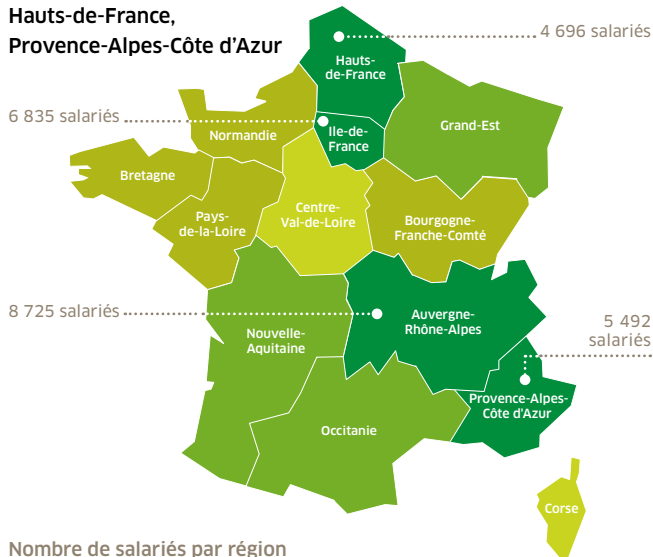 Hauts-de-France,
Provence-Alpes-Côte d'Azur
4 696 salariés
Hauts-
de-France
6 835 salariés
Normandie
Ile-de-
France
Grand-Est
Bretagne
Pays-
de-la-Loire
Centre-
Val-de-Loire
Bourgogne-
Franche-Comté
8 725 salariés
Auvergne-
Rhône-Alpes
5 492
salariés
Nouvelle-
Aquitaine
Provence-Alpes-
Côte d'Azur
Occitanie
Corse
Nombre de salariés par région